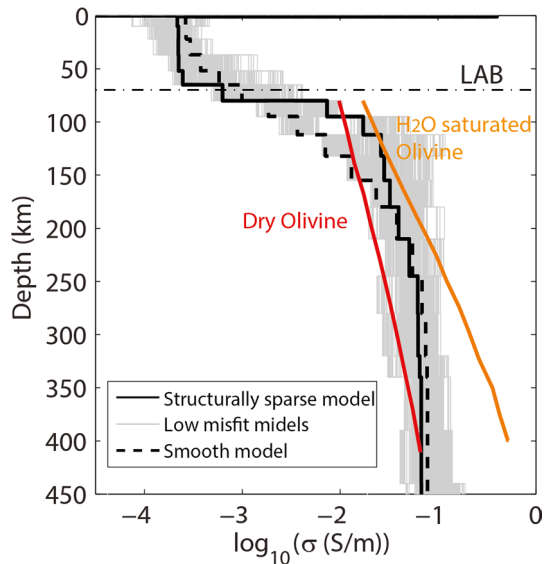 0
50
100
150
200
250
300
350
400
450
Depth (km)
LAB
H2O saturated
Olivine
Dry Olivine
Structurally sparse model
Low misfit midels
Smooth model
−4
−3
−2
−1
0
log10 (σ (S/m))